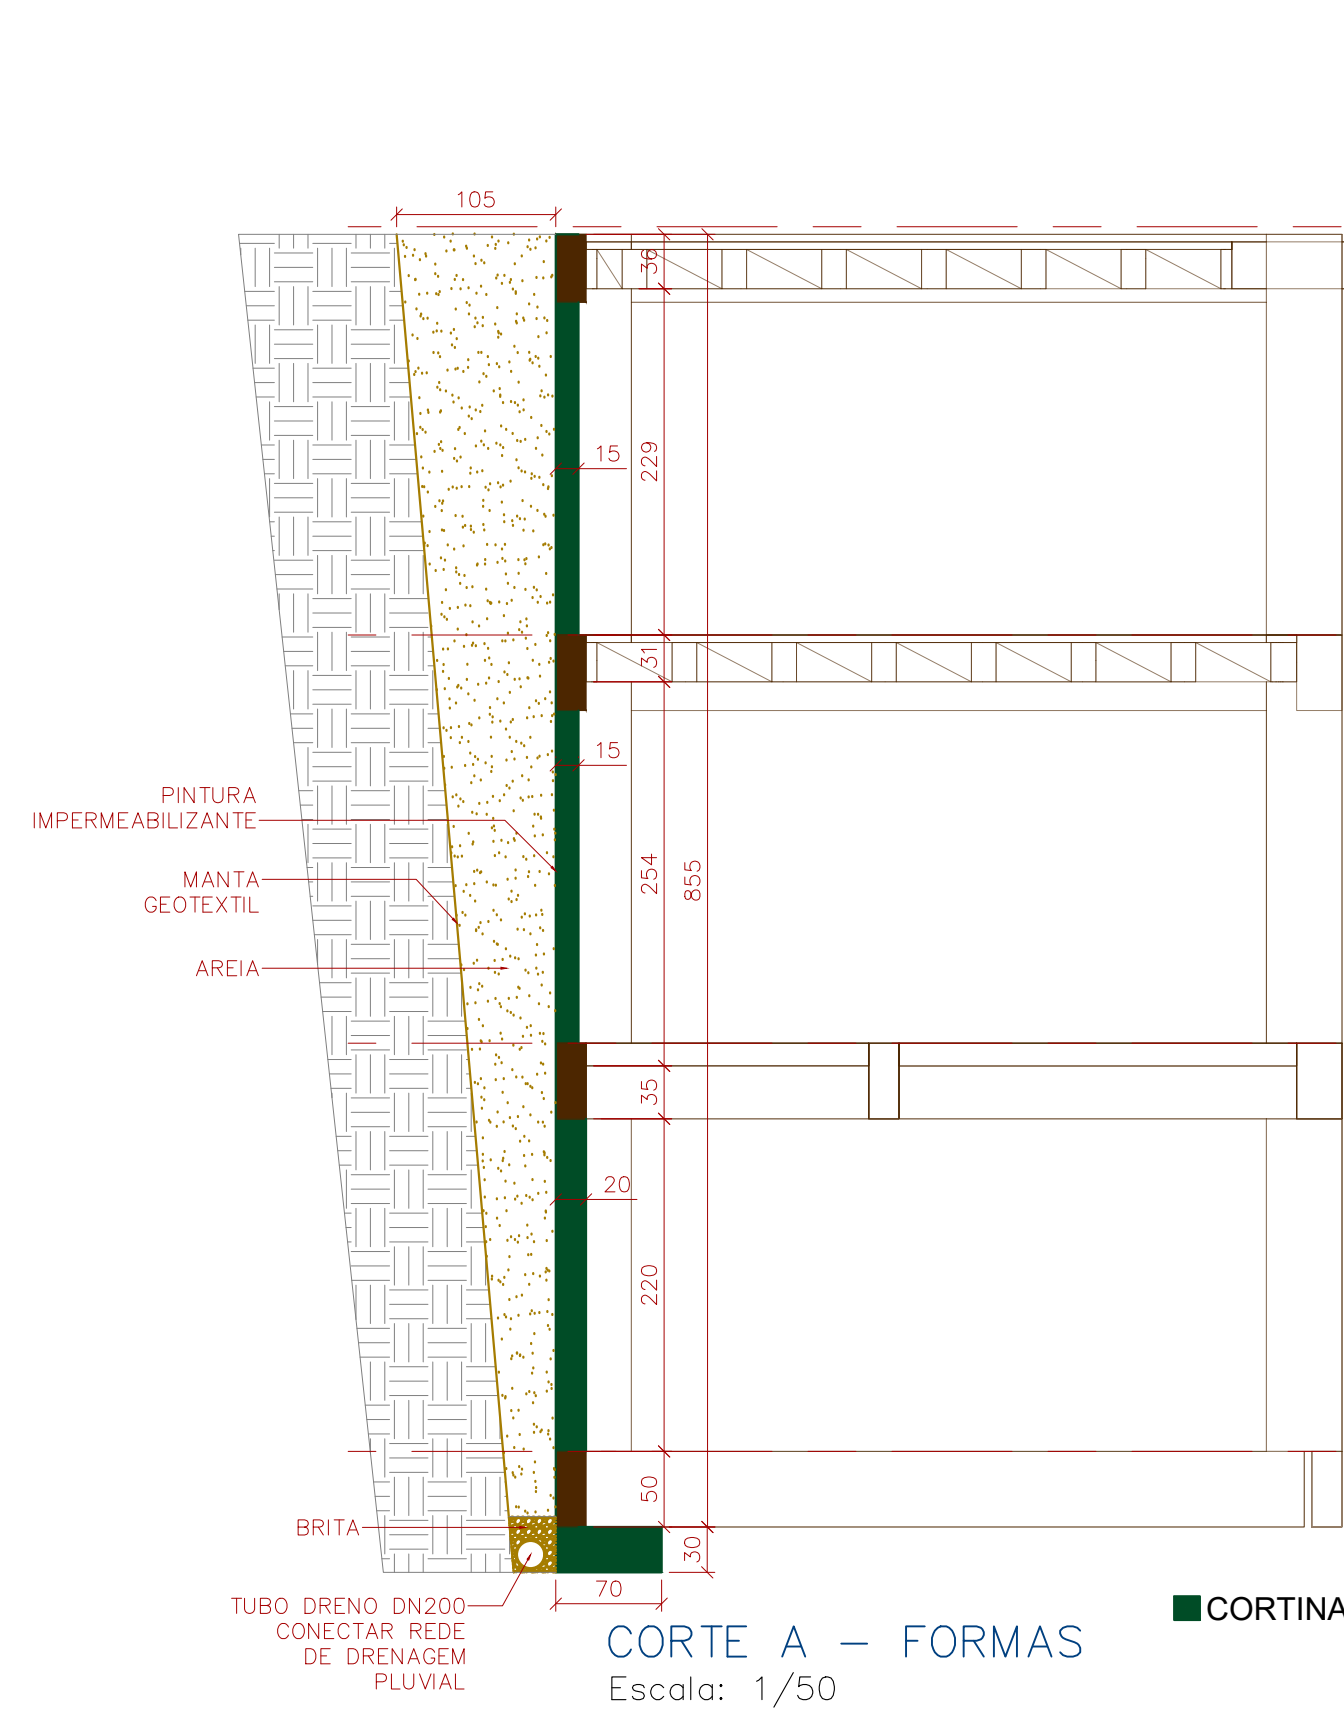 105
36
15
229
31
15
PINTURA
IMPERMEABILIZANTE
254
855
MANTA
GEOTEXTIL
AREIA
35
20
220
50
BRITA
30
70
TUBO DRENO DN200
CONECTAR REDE
DE DRENAGEM
PLUVIAL
CORTINA
CORTE A – FORMAS
Escala: 1/50